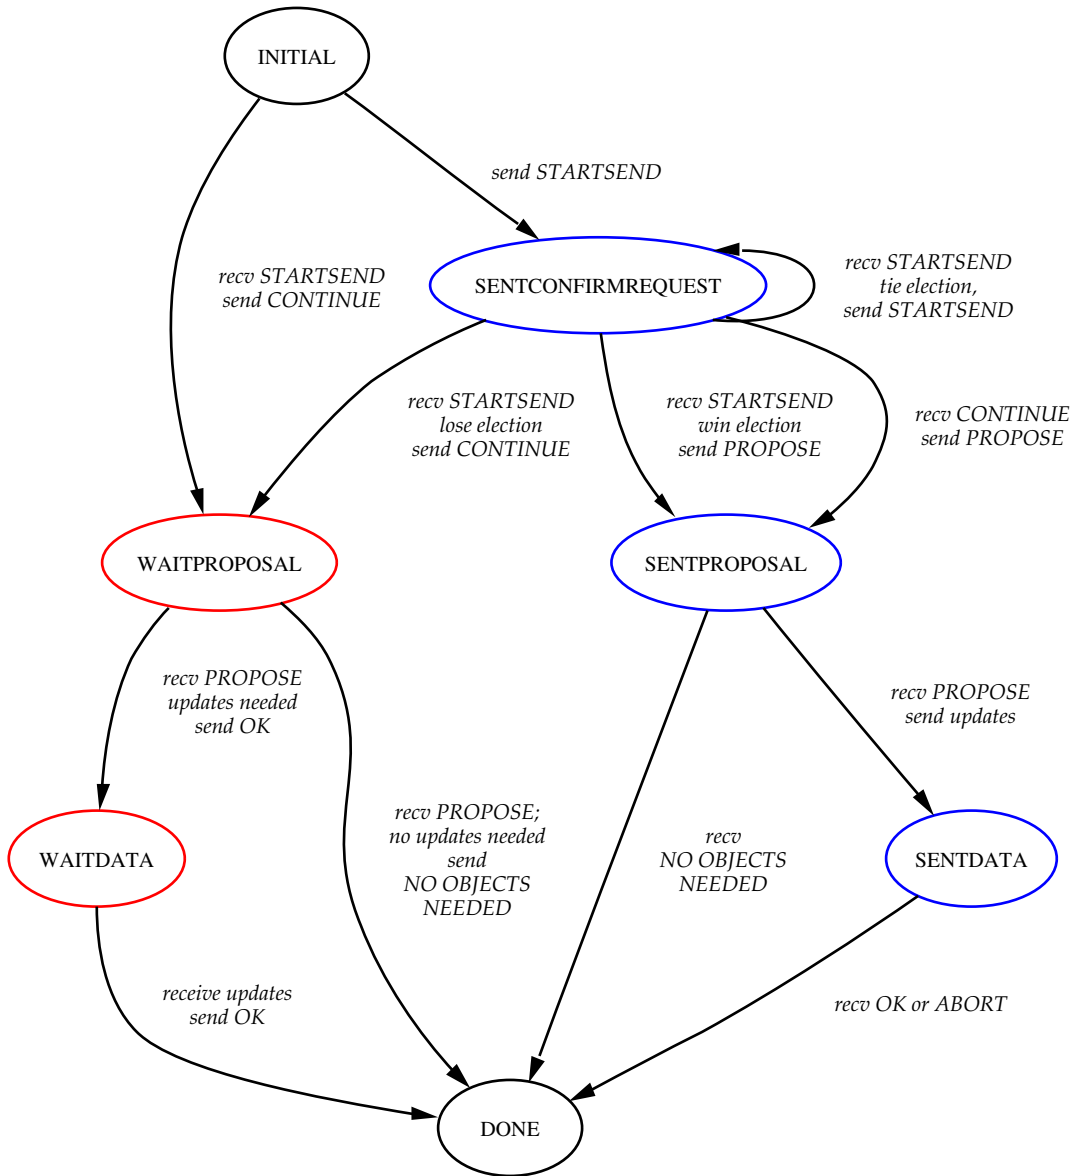 INITIAL
send STARTSEND
recv STARTSEND
send CONTINUE
SENTCONFIRMREQUEST
recv STARTSEND
tie election,
send STARTSEND
recv STARTSEND
lose election
send CONTINUE
recv STARTSEND
win election
send PROPOSE
recv CONTINUE
send PROPOSE
WAITPROPOSAL
SENTPROPOSAL
recv PROPOSE
updates needed
send OK
recv PROPOSE
send updates
recv PROPOSE;
no updates needed
send
NO OBJECTS
NEEDED
recv
NO OBJECTS
NEEDED
WAITDATA
SENTDATA
receive updates
send OK
recv OK or ABORT
DONE